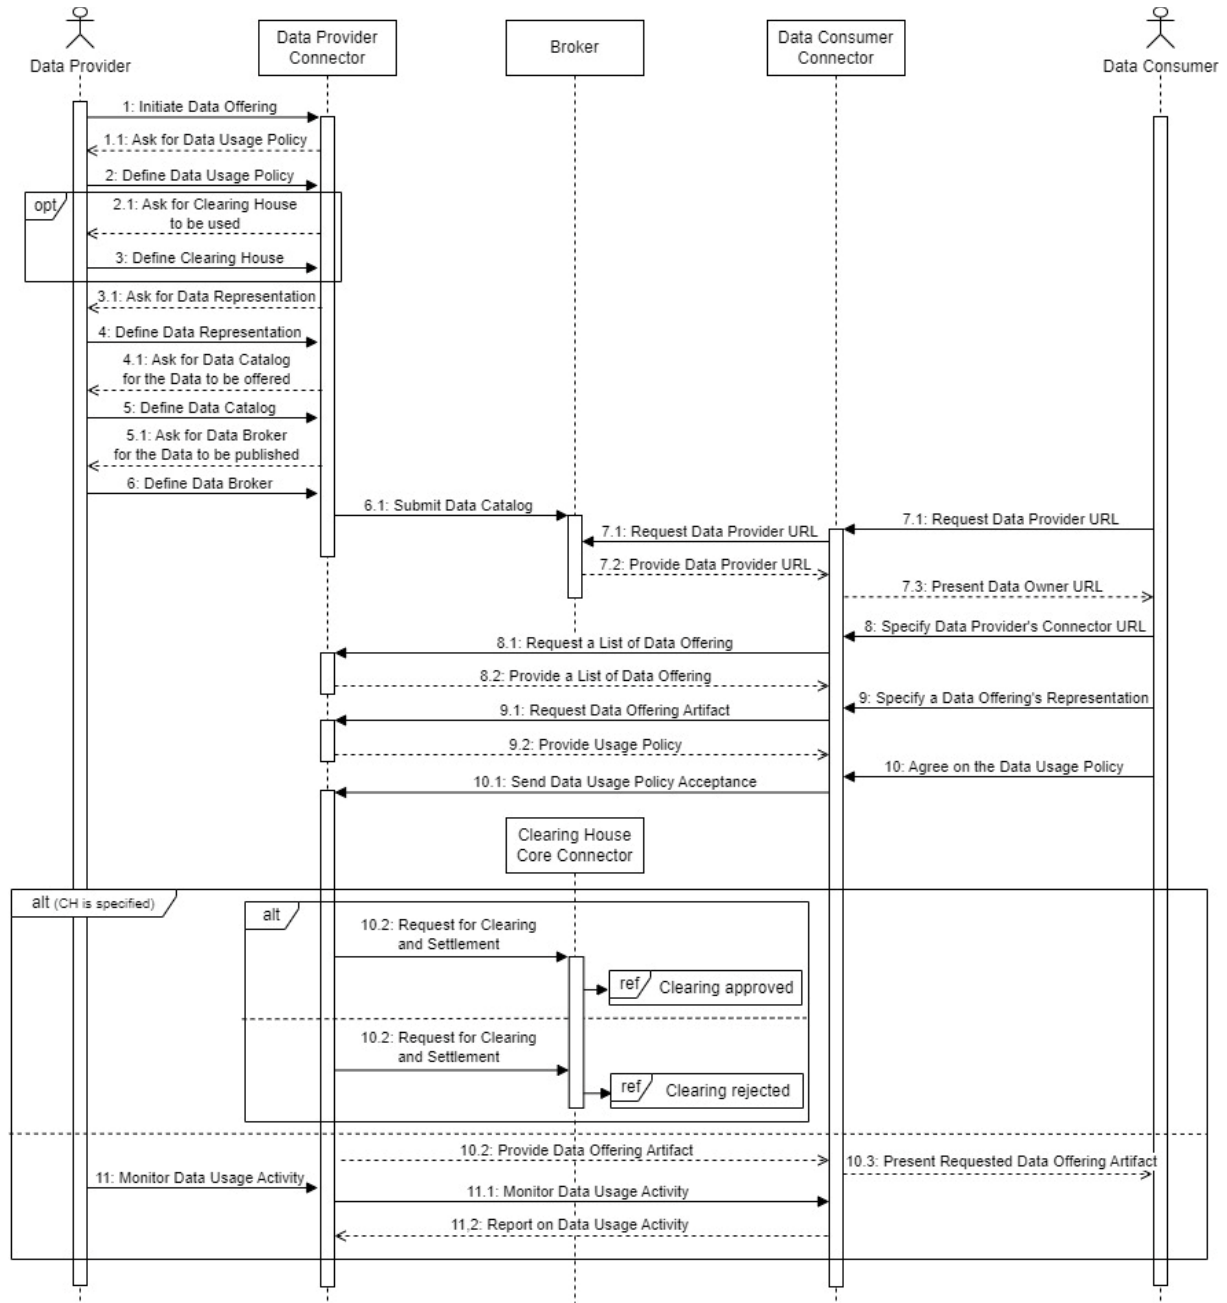 Data Provider
Data Provider
Connector
Broker
Data Consumer
Connector
Data Consumer
1: Initiate Data Offering
1.1: Ask for Data Usage Policy
2: Define Data Usage Policy
opt
2.1: Ask for Clearing House
to be used
3: Define Clearing House
3.1: Ask for Data Representation
4: Define Data Representation
4.1: Ask for Data Catalog
for the Data to be offered
5: Define Data Catalog
5.1: Ask for Data Broker
for the Data to be published
6: Define Data Broker
6.1: Submit Data Catalog
7.1: Request Data Provider URL
7.1: Request Data Provider URL
7.2: Provide Data Provider URL
7.3: Present Data Owner URL
8: Specify Data Provider's Connector URL
8.1: Request a List of Data Offering
8.2: Provide a List of Data Offering
9: Specify a Data Offering's Representation
9.1: Request Data Offering Artifact
9.2: Provide Usage Policy
10: Agree on the Data Usage Policy
10.1: Send Data Usage Policy Acceptance
Clearing House
Core Connector
alt (CH is specified)
alt
10.2: Request for Clearing
and Settlement
ref Clearing approved
10.2: Request for Clearing
and Settlement
ref Clearing rejected
10.2: Provide Data Offering Artifact
10.3: Present Requested Data Offering Artifact
11: Monitor Data Usage Activity
11.1: Monitor Data Usage Activity
11,2: Report on Data Usage Activity